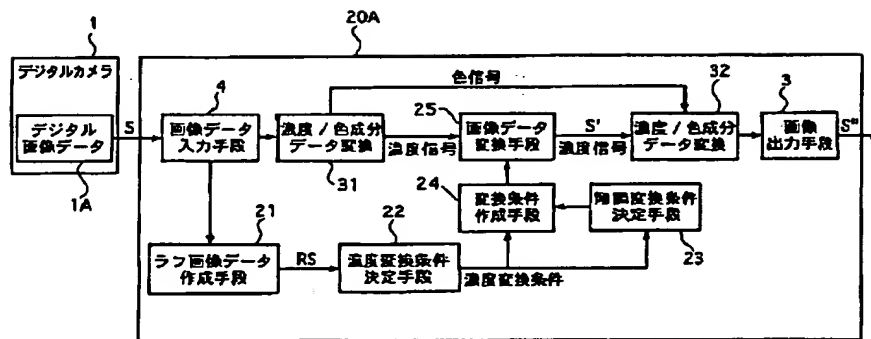 20A
1
デジタルカメラ
デジタル
画像データ
1A
S
4
画像データ
入力手段
濃度/色成分
データ変換
31
色信号
濃度信号
25
画像データ
変換手段
S'
濃度信号
32
濃度/色成分
データ変換
3
画像
出力手段
S"
24
変換条件
作成手段
階調変換条件
決定手段
23
21
ラフ画像データ
作成手段
RS
22
濃度変換条件
決定手段
濃度変換条件